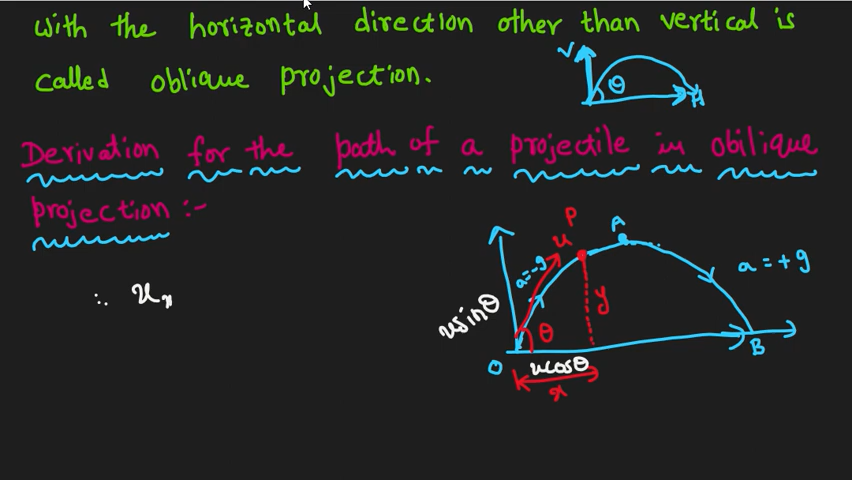 with the horizontal direction other than vertical is
called oblique projection.
V
θ
H
Derivation for the path of a projectile in obilique
projection :-
P
A
u
a=-g
a = +g
y
usinθ
θ
∴ uₓ
O
ucosθ
B
x